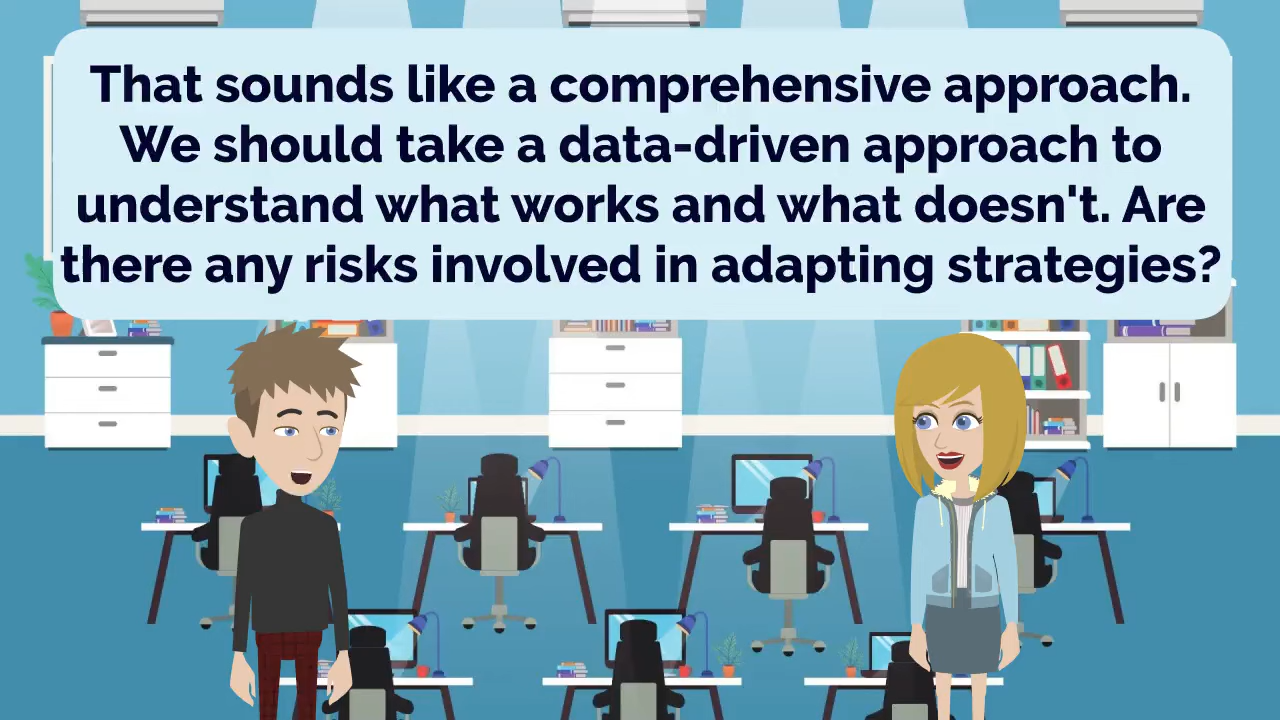 That sounds like a comprehensive approach.
We should take a data-driven approach to
understand what works and what doesn't. Are
there any risks involved in adapting strategies?